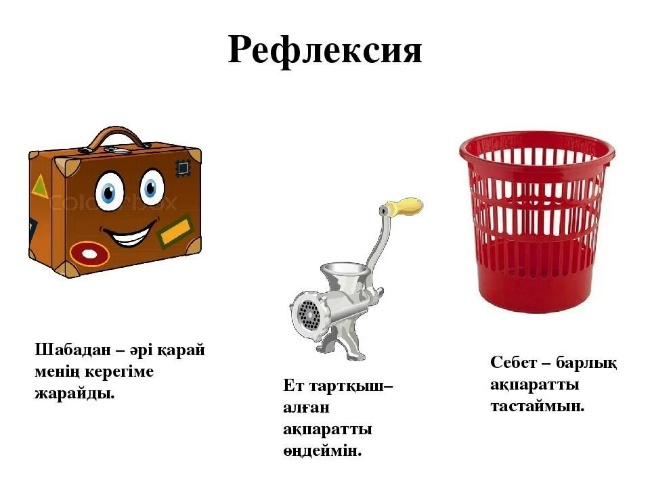 Рефлексия
Шабадан – әрі қарай
менің керегіме
жарайды.
Ет тартқыш–
алған
ақпаратты
өңдеймін.
Себет – барлық
ақпаратты
тастаймын.